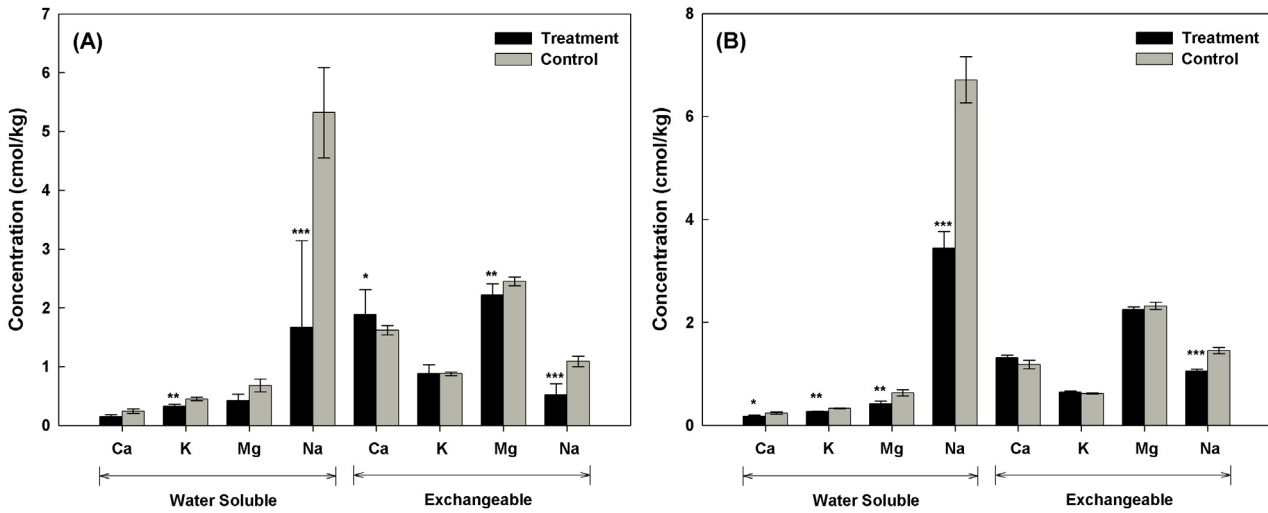 (A)
Treatment
Control
Concentration (cmol/kg)
7
6
5
4
3
2
1
0
**
***
*
**
***
Ca K Mg Na Ca K Mg Na
Water Soluble Exchangeable
(B)
Treatment
Control
Concentration (cmol/kg)
8
6
4
2
0
*
**
**
***
***
Ca K Mg Na Ca K Mg Na
Water Soluble Exchangeable